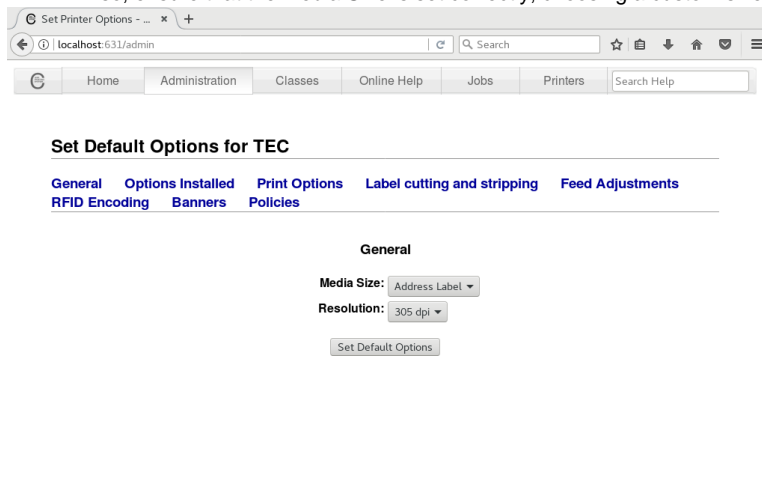 Set Printer Options - ... × +
localhost:631/admin Search
Home Administration Classes Online Help Jobs Printers Search Help
Set Default Options for TEC
General Options Installed Print Options Label cutting and stripping Feed Adjustments
RFID Encoding Banners Policies
General
Media Size: Address Label
Resolution: 305 dpi
Set Default Options